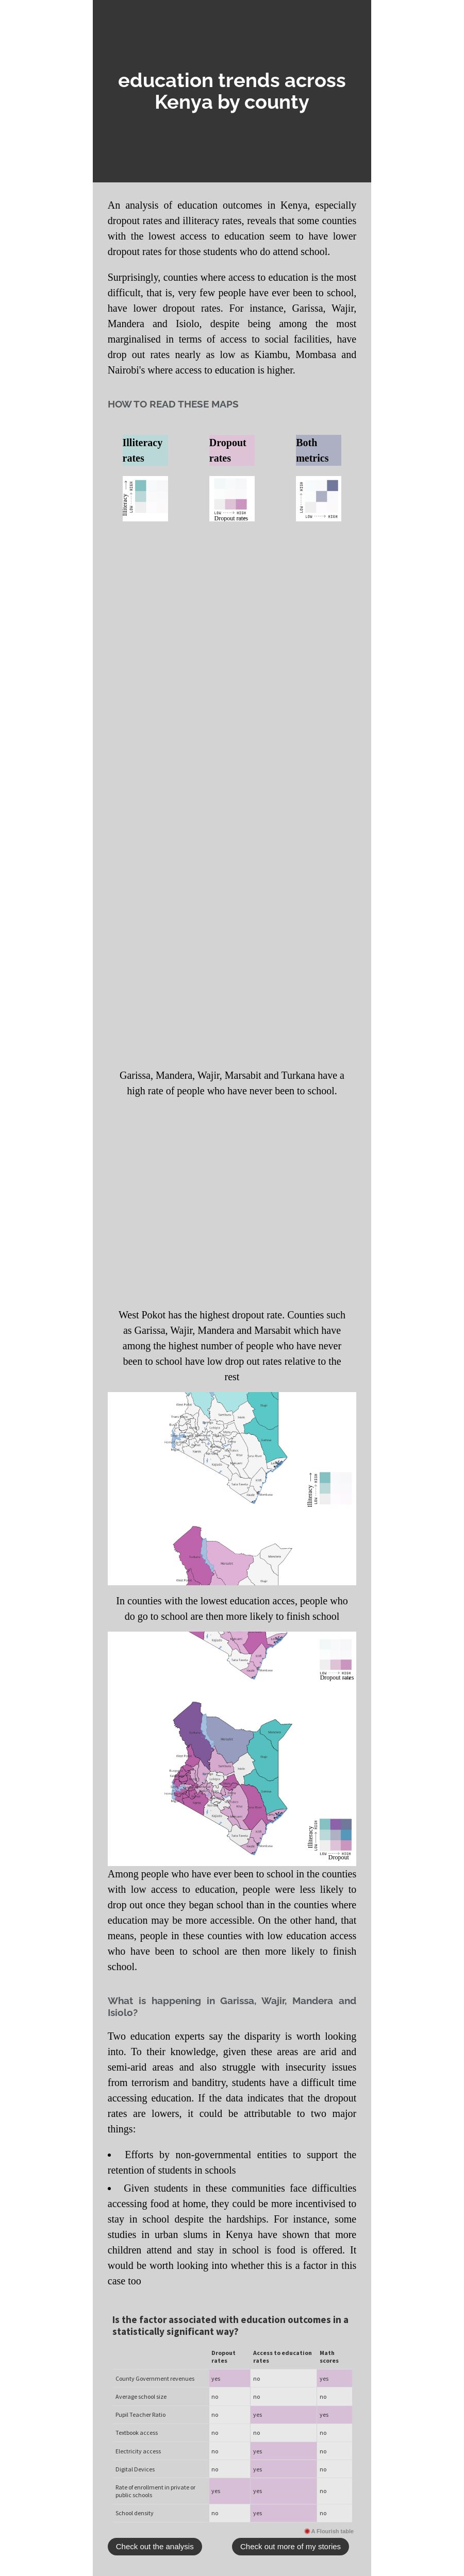 education trends across
Kenya by county
An analysis of education outcomes in Kenya, especially
dropout rates and illiteracy rates, reveals that some counties
with the lowest access to education seem to have lower
dropout rates for those students who do attend school.
Surprisingly, counties where access to education is the most
difficult, that is, very few people have ever been to school,
have lower dropout rates. For instance, Garissa, Wajir,
Mandera and Isiolo, despite being among the most
marginalised in terms of access to social facilities, have
drop out rates nearly as low as Kiambu, Mombasa and
Nairobi's where access to education is higher.
HOW TO READ THESE MAPS
Illiteracy
rates
Dropout
rates
Both
metrics
Illiteracy
LOW HIGH
LOW HIGH
Dropout rates
LOW HIGH
LOW HIGH
Garissa, Mandera, Wajir, Marsabit and Turkana have a
high rate of people who have never been to school.
West Pokot has the highest dropout rate. Counties such
as Garissa, Wajir, Mandera and Marsabit which have
among the highest number of people who have never
been to school have low drop out rates relative to the
rest
Illiteracy
LOW HIGH
In counties with the lowest education acces, people who
do go to school are then more likely to finish school
LOW HIGH
Dropout rates
Illiteracy
LOW HIGH
LOW HIGH
Dropout
Among people who have ever been to school in the counties
with low access to education, people were less likely to
drop out once they began school than in the counties where
education may be more accessible. On the other hand, that
means, people in these counties with low education access
who have been to school are then more likely to finish
school.
What is happening in Garissa, Wajir, Mandera and
Isiolo?
Two education experts say the disparity is worth looking
into. To their knowledge, given these areas are arid and
semi-arid areas and also struggle with insecurity issues
from terrorism and banditry, students have a difficult time
accessing education. If the data indicates that the dropout
rates are lowers, it could be attributable to two major
things:
• Efforts by non-governmental entities to support the
retention of students in schools
• Given students in these communities face difficulties
accessing food at home, they could be more incentivised to
stay in school despite the hardships. For instance, some
studies in urban slums in Kenya have shown that more
children attend and stay in school is food is offered. It
would be worth looking into whether this is a factor in this
case too
Is the factor associated with education outcomes in a
statistically significant way?
Dropout rates Access to education rates Math scores
County Government revenues yes no yes
Average school size no no no
Pupil Teacher Ratio no yes yes
Textbook access no no no
Electricity access no yes no
Digital Devices no yes no
Rate of enrollment in private or public schools yes yes no
School density no yes no
A Flourish table
Check out the analysis
Check out more of my stories